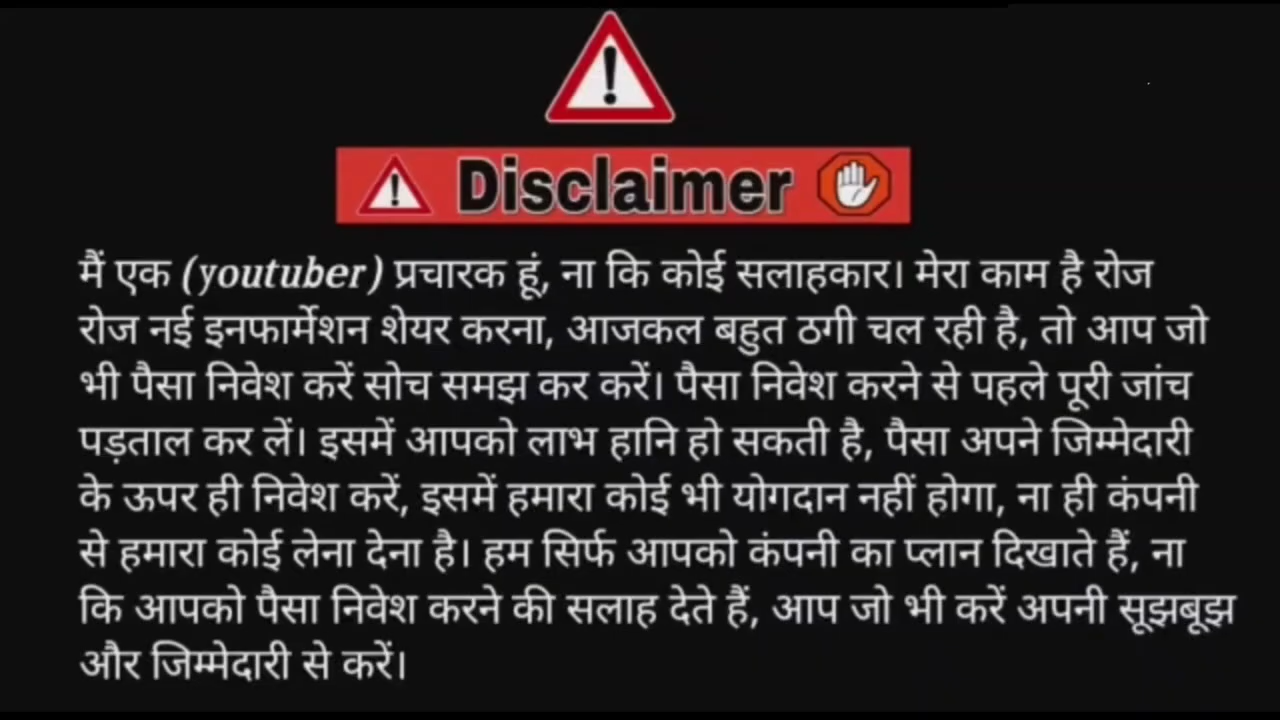 Disclaimer
मैं एक (youtuber) प्रचारक हूं, ना कि कोई सलाहकार। मेरा काम है रोज
रोज नई इनफार्मेशन शेयर करना, आजकल बहुत ठगी चल रही है, तो आप जो
भी पैसा निवेश करें सोच समझ कर करें। पैसा निवेश करने से पहले पूरी जांच
पड़ताल कर लें। इसमें आपको लाभ हानि हो सकती है, पैसा अपने जिम्मेदारी
के ऊपर ही निवेश करें, इसमें हमारा कोई भी योगदान नहीं होगा, ना ही कंपनी
से हमारा कोई लेना देना है। हम सिर्फ आपको कंपनी का प्लान दिखाते हैं, ना
कि आपको पैसा निवेश करने की सलाह देते हैं, आप जो भी करें अपनी सूझबूझ
और जिम्मेदारी से करें।